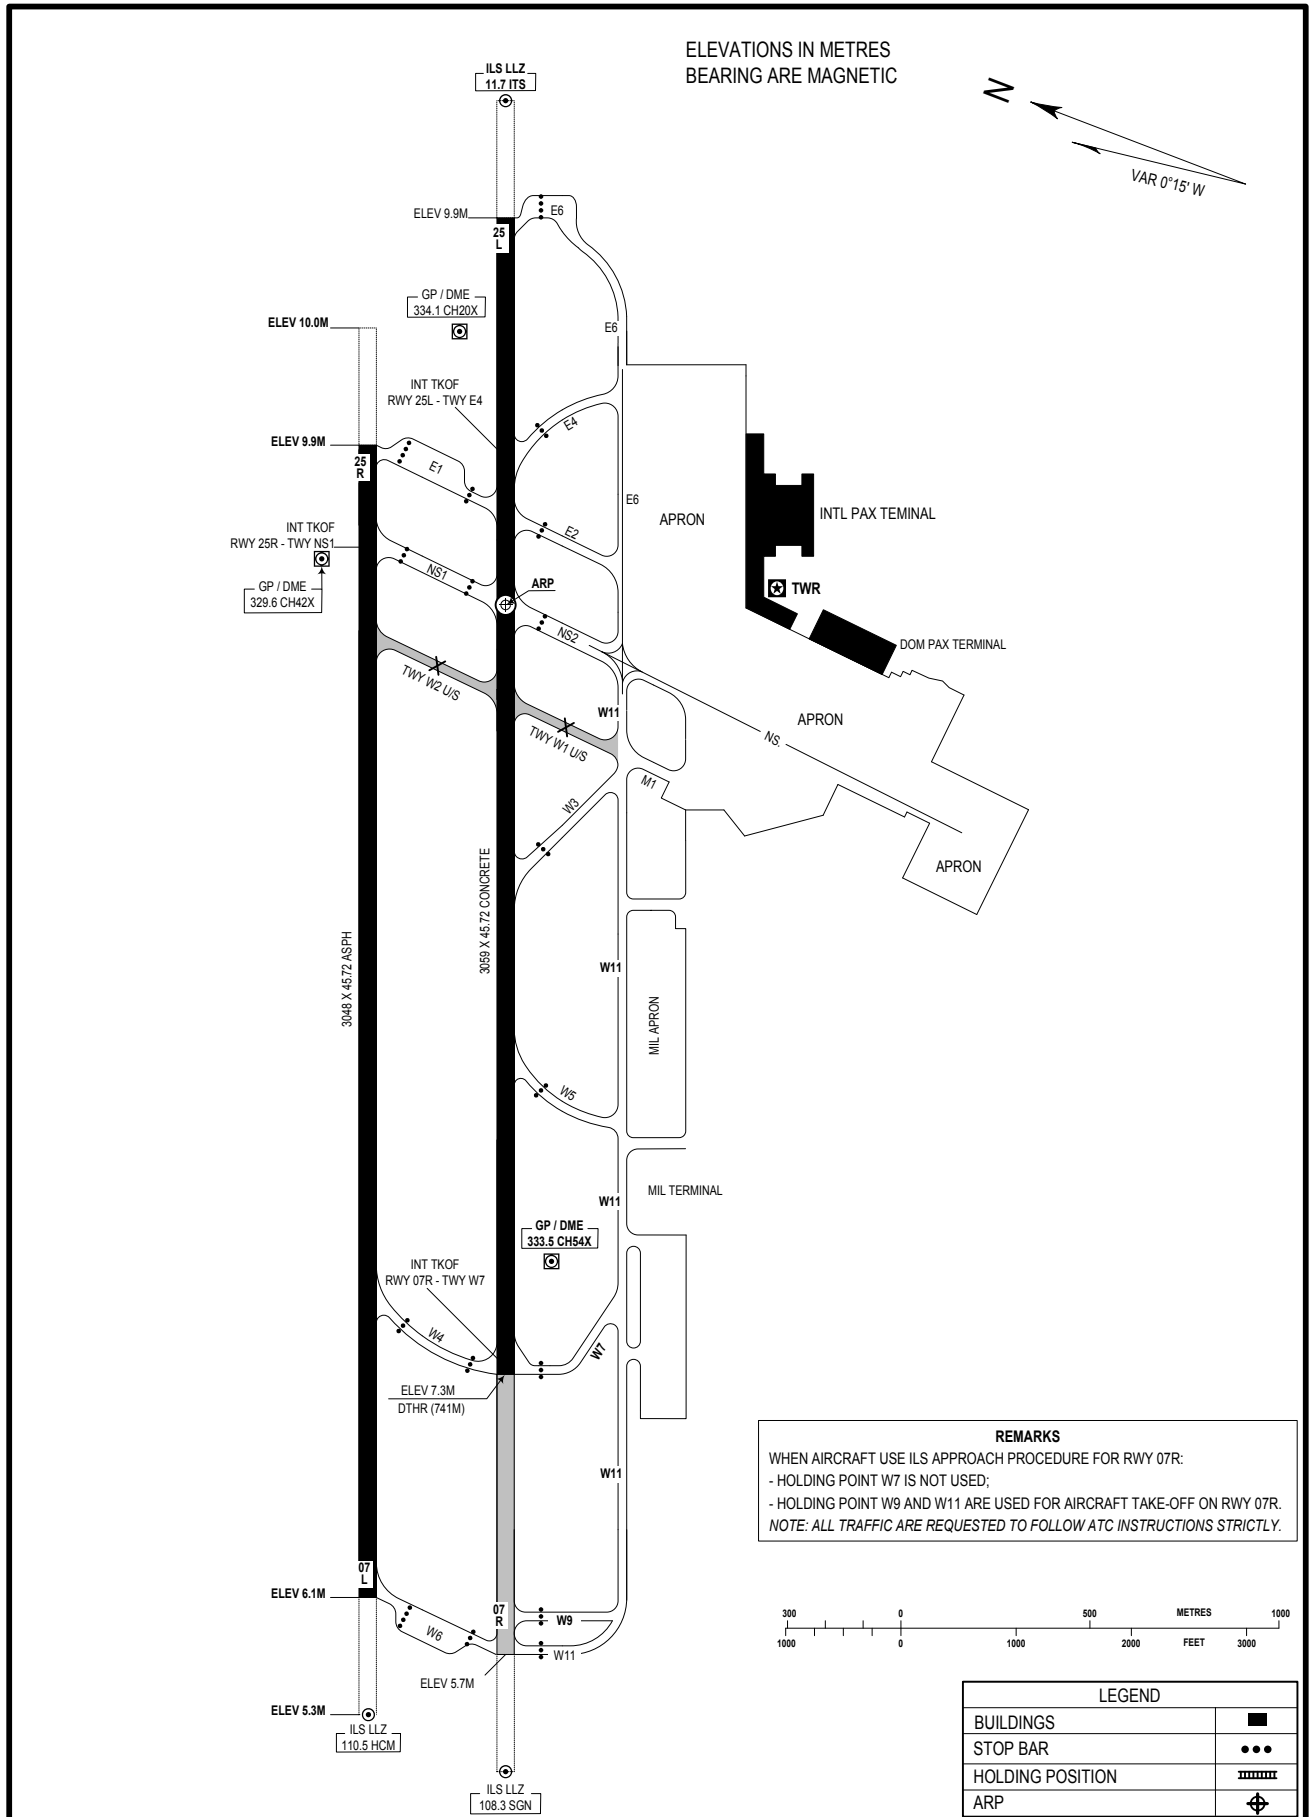 ELEVATIONS IN METRES
BEARING ARE MAGNETIC
N
VAR 0°15' W
ILS LLZ
11.7 ITS
ELEV 9.9M
E6
25
L
GP / DME
334.1 CH20X
ELEV 10.0M
E6
INT TKOF
RWY 25L - TWY E4
E4
ELEV 9.9M
25
R
E1
E6
E2
APRON
INTL PAX TEMINAL
INT TKOF
RWY 25R - TWY NS1
NS1
GP / DME
329.6 CH42X
ARP
TWR
NS2
DOM PAX TERMINAL
TWY W2 U/S
W11
APRON
TWY W1 U/S
NS.
M1
W3
APRON
3048 X 45.72 ASPH
3059 X 45.72 CONCRETE
W11
MIL APRON
W5
MIL TERMINAL
W11
GP / DME
333.5 CH54X
INT TKOF
RWY 07R - TWY W7
W4
W7
ELEV 7.3M
DTHR (741M)
W11
REMARKS
WHEN AIRCRAFT USE ILS APPROACH PROCEDURE FOR RWY 07R:
- HOLDING POINT W7 IS NOT USED;
- HOLDING POINT W9 AND W11 ARE USED FOR AIRCRAFT TAKE-OFF ON RWY 07R.
NOTE: ALL TRAFFIC ARE REQUESTED TO FOLLOW ATC INSTRUCTIONS STRICTLY.
07
L
ELEV 6.1M
07
R
W6
W9
W11
ELEV 5.7M
300 0 500 METRES 1000
1000 0 1000 2000 FEET 3000
ELEV 5.3M
ILS LLZ
110.5 HCM
ILS LLZ
108.3 SGN
LEGEND
BUILDINGS
STOP BAR
HOLDING POSITION
ARP